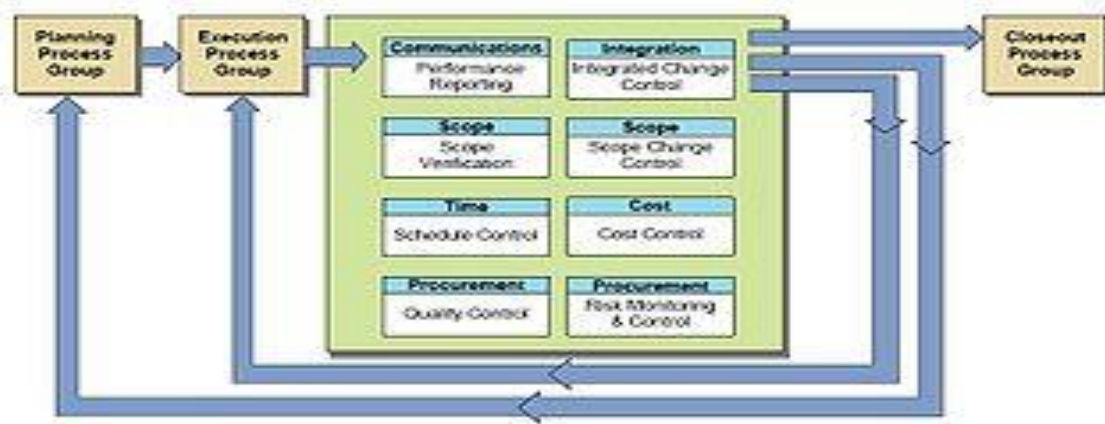 Planning
Process
Group
Execution
Process
Group
Communications
Performance
Reporting
Integration
Integrated Change
Control
Closeout
Process
Group
Scope
Scope
Verification
Scope
Scope Change
Control
Time
Schedule Control
Cost
Cost Control
Procurement
Quality Control
Procurement
Risk Monitoring
& Control